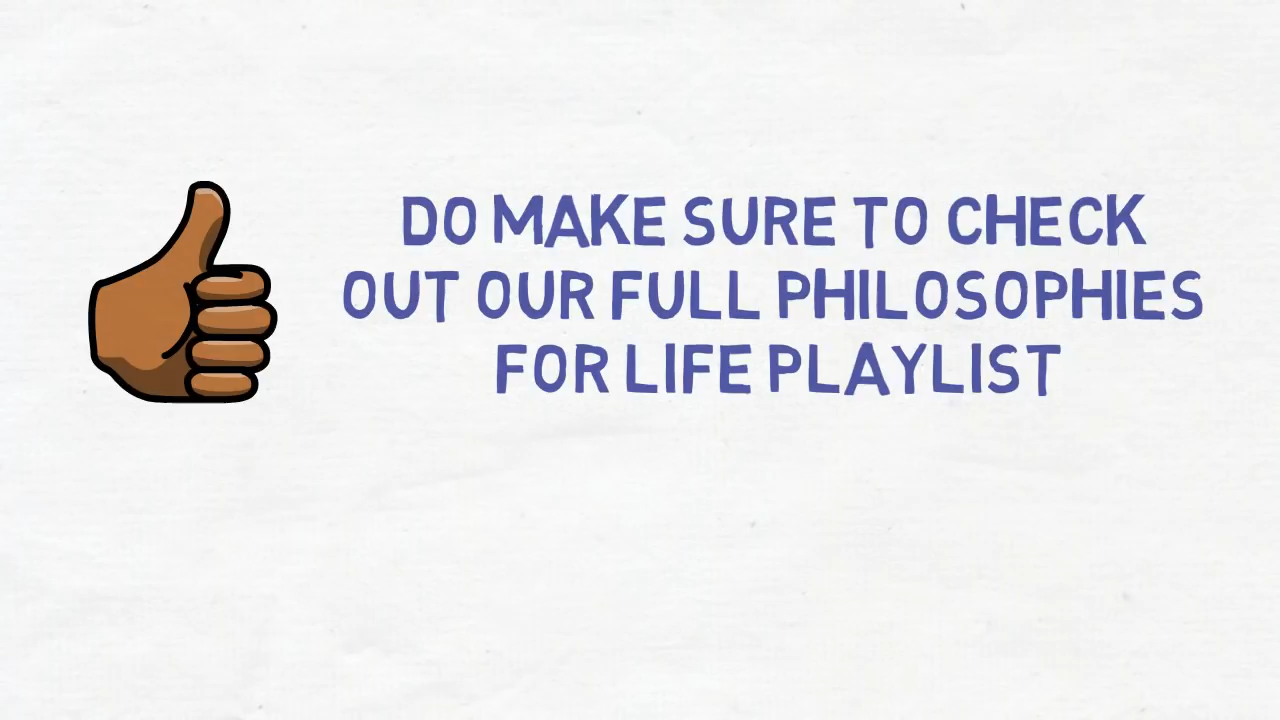 DO MAKE SURE TO CHECK
OUT OUR FULL PHILOSOPHIES
FOR LIFE PLAYLIST